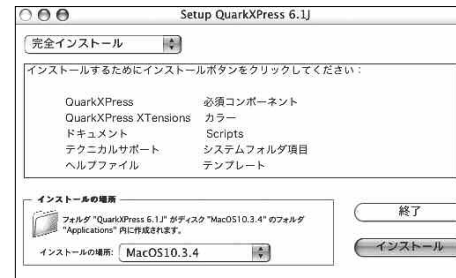 Setup QuarkXPress 6.1J
完全インストール
インストールするためにインストールボタンをクリックしてください：
QuarkXPress 必須コンポーネント
QuarkXPress XTensions カラー
ドキュメント Scripts
テクニカルサポート システムフォルダ項目
ヘルプファイル テンプレート
インストールの場所
フォルダ "QuarkXPress 6.1J" がディスク "MacOS10.3.4" のフォルダ
"Applications" 内に作成されます。
インストールの場所: MacOS10.3.4
終了
インストール